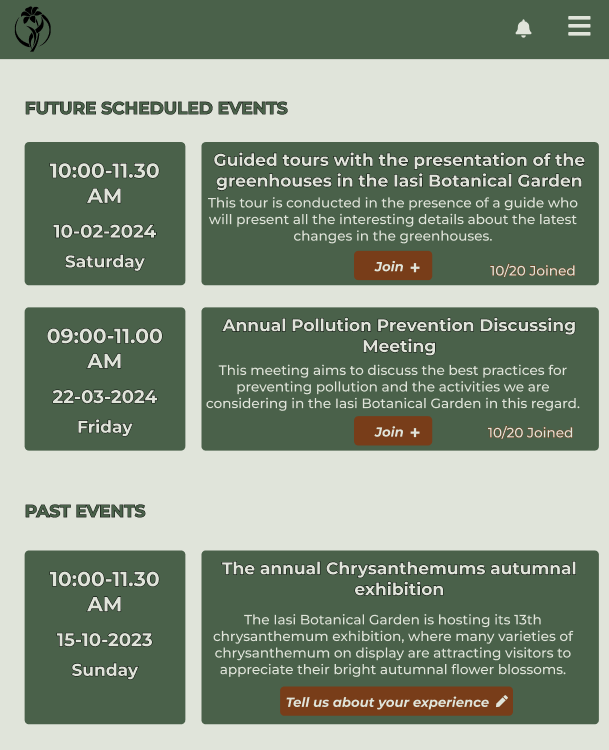 FUTURE SCHEDULED EVENTS
10:00-11.30
AM
10-02-2024
Saturday
Guided tours with the presentation of the
greenhouses in the Iasi Botanical Garden
This tour is conducted in the presence of a guide who
will present all the interesting details about the latest
changes in the greenhouses.
Join +
10/20 Joined
09:00-11.00
AM
22-03-2024
Friday
Annual Pollution Prevention Discussing
Meeting
This meeting aims to discuss the best practices for
preventing pollution and the activities we are
considering in the Iasi Botanical Garden in this regard.
Join +
10/20 Joined
PAST EVENTS
10:00-11.30
AM
15-10-2023
Sunday
The annual Chrysanthemums autumnal
exhibition
The Iasi Botanical Garden is hosting its 13th
chrysanthemum exhibition, where many varieties of
chrysanthemum on display are attracting visitors to
appreciate their bright autumnal flower blossoms.
Tell us about your experience